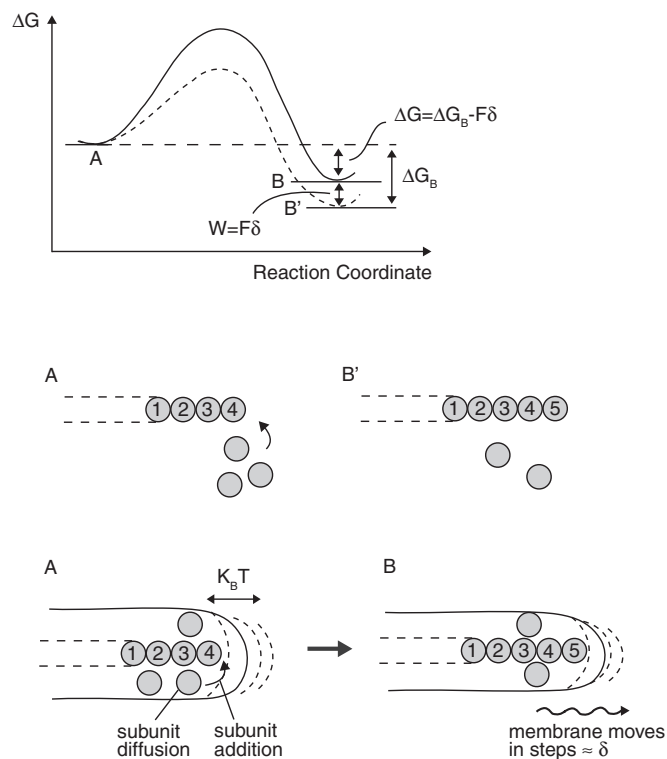 ΔG
A
ΔG=ΔG_B-Fδ
B
ΔG_B
B'
W=Fδ
Reaction Coordinate
A
B'
1 2 3 4
1 2 3 4 5
A
B
K_BT
1 2 3 4
1 2 3 4 5
subunit
diffusion
subunit
addition
membrane moves
in steps ≈ δ